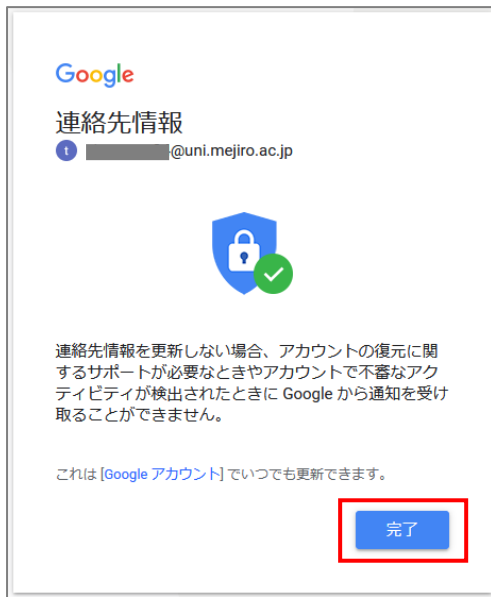 Google
連絡先情報
t @uni.mejiro.ac.jp
連絡先情報を更新しない場合、アカウントの復元に関
するサポートが必要なときやアカウントで不審なアク
ティビティが検出されたときに Google から通知を受け
取ることができません。
これは [Google アカウント] でいつでも更新できます。
完了